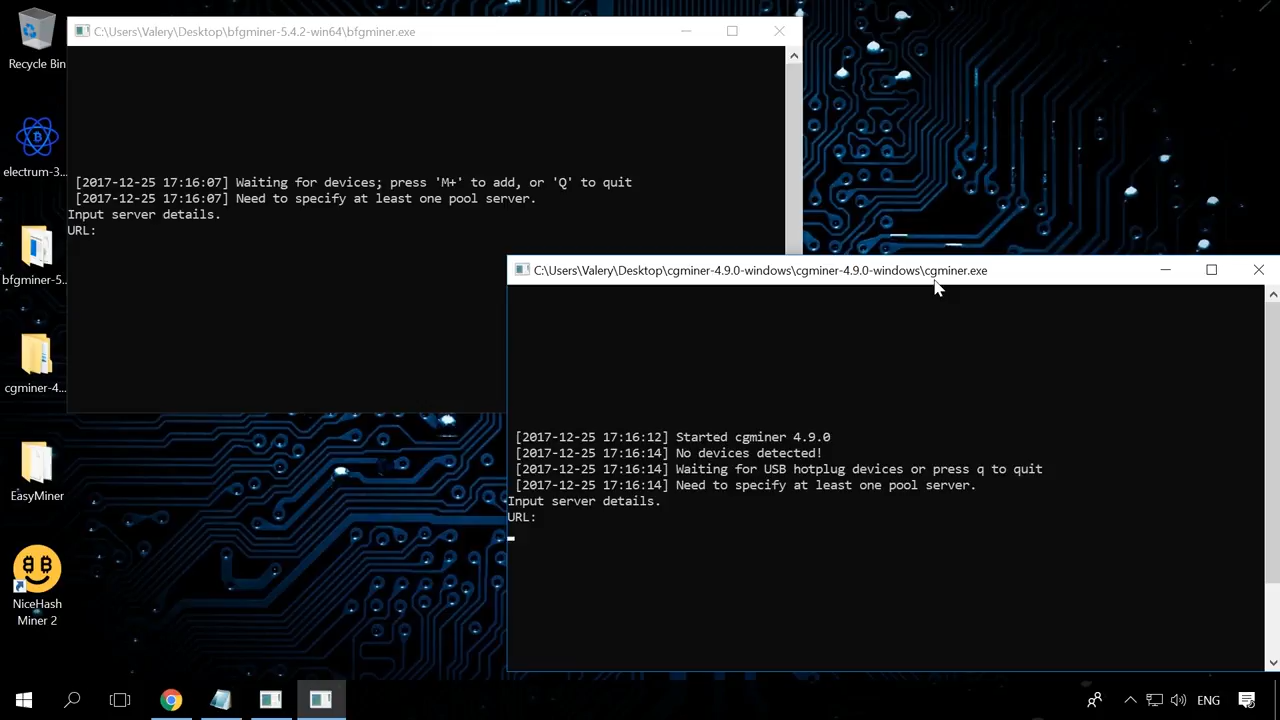 Recycle Bin
electrum-3...
bfgminer-5...
cgminer-4...
EasyMiner
NiceHash
Miner 2
C:\Users\Valery\Desktop\bfgminer-5.4.2-win64\bfgminer.exe
[2017-12-25 17:16:07] Waiting for devices; press 'M+' to add, or 'Q' to quit
[2017-12-25 17:16:07] Need to specify at least one pool server.
Input server details.
URL:
C:\Users\Valery\Desktop\cgminer-4.9.0-windows\cgminer-4.9.0-windows\cgminer.exe
[2017-12-25 17:16:12] Started cgminer 4.9.0
[2017-12-25 17:16:14] No devices detected!
[2017-12-25 17:16:14] Waiting for USB hotplug devices or press q to quit
[2017-12-25 17:16:14] Need to specify at least one pool server.
Input server details.
URL:
ENG